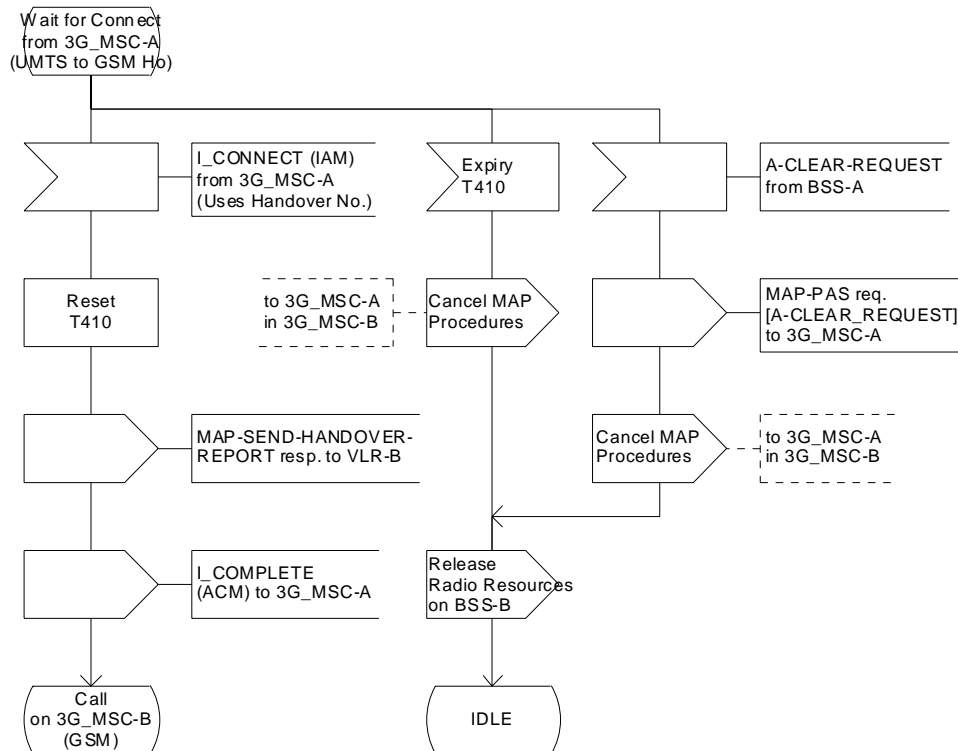 Wait for Connect
from 3G_MSC-A
(UMTS to GSM Ho)
I_CONNECT (IAM)
from 3G_MSC-A
(Uses Handover No.)
Expiry
T410
A-CLEAR-REQUEST
from BSS-A
Reset
T410
to 3G_MSC-A
in 3G_MSC-B
Cancel MAP
Procedures
MAP-PAS req.
[A-CLEAR_REQUEST]
to 3G_MSC-A
MAP-SEND-HANDOVER-
REPORT resp. to VLR-B
Cancel MAP
Procedures
to 3G_MSC-A
in 3G_MSC-B
I_COMPLETE
(ACM) to 3G_MSC-A
Release
Radio Resources
on BSS-B
Call
on 3G_MSC-B
(GSM)
IDLE